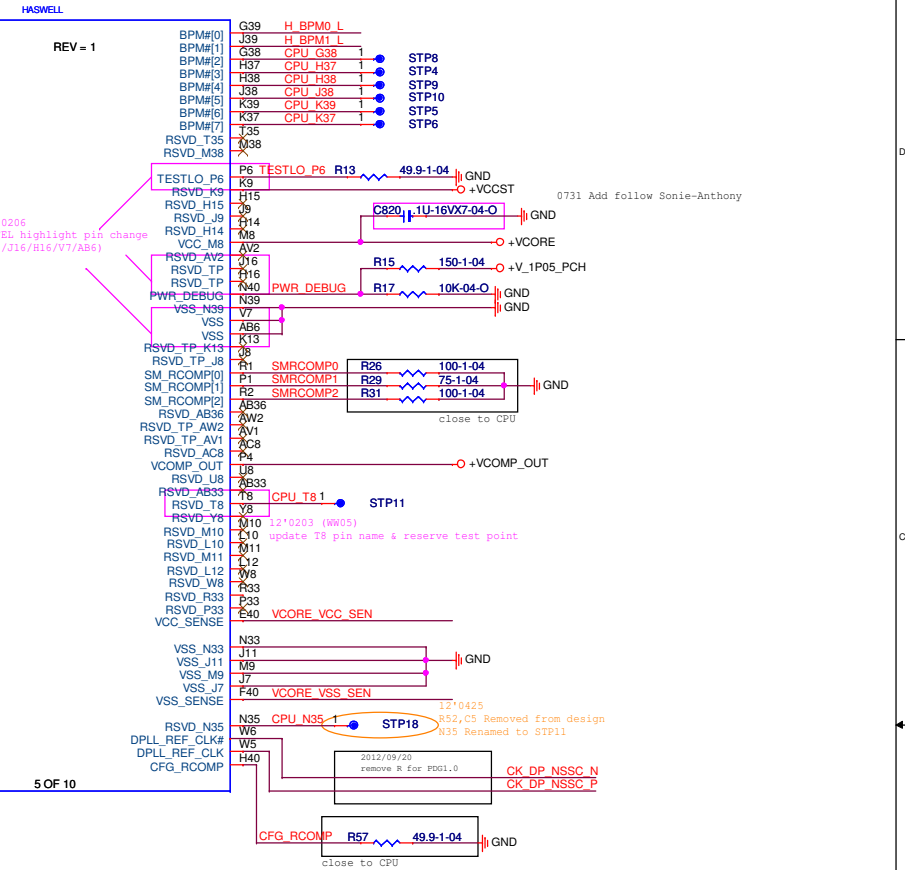 HASWELL
REV = 1
BPM#[0] G39 H_BPM0_L
BPM#[1] J39 H_BPM1_L
BPM#[2] G38 CPU_G38 1 STP8
BPM#[3] H37 CPU_H37 1 STP4
BPM#[4] H38 CPU_H38 1 STP9
BPM#[5] J38 CPU_J38 1 STP10
BPM#[6] K39 CPU_K39 1 STP5
BPM#[7] K37 CPU_K37 1 STP6
RSVD_T35 T35
RSVD_M38 M38
TESTLO_P6 P6 TESTLO_P6 R13 49.9-1-04 GND
RSVD_K9 K9 +VCCST
0731 Add follow Sonie-Anthony
RSVD_H15 H15
RSVD_J9 J9 C820 .1U-16VX7-04-O GND
RSVD_H14 H14
VCC_M8 M8 +VCORE
0206
EL highlight pin change
/J16/H16/V7/AB6)
RSVD_AV2 AV2
RSVD_TP J16 R15 150-1-04 +V_1P05_PCH
RSVD_TP H16
PWR_DEBUG N40 PWR_DEBUG R17 10K-04-O GND
VSS_N39 N39 GND
VSS V7
VSS AB6
RSVD_TP_K13 K13
RSVD_TP_J8 J8
SM_RCOMP[0] R1 SMRCOMP0 R26 100-1-04
SM_RCOMP[1] P1 SMRCOMP1 R29 75-1-04 GND
SM_RCOMP[2] R2 SMRCOMP2 R31 100-1-04
close to CPU
RSVD_AB36 AB36
RSVD_TP_AW2 AW2
RSVD_TP_AV1 AV1
RSVD_AC8 AC8
VCOMP_OUT P4 +VCOMP_OUT
RSVD_U8 U8
RSVD_AB33 AB33
RSVD_T8 T8 CPU_T8 1 STP11
RSVD_Y8 Y8
12'0203 (WW05)
update T8 pin name & reserve test point
RSVD_M10 M10
RSVD_L10 L10
RSVD_M11 M11
RSVD_L12 L12
RSVD_W8 W8
RSVD_R33 R33
RSVD_P33 P33
VCC_SENSE E40 VCORE_VCC_SEN
VSS_N33 N33
VSS_J11 J11 GND
VSS_M9 M9
VSS_J7 J7
VSS_SENSE F40 VCORE_VSS_SEN
12'0425
R52,C5 Removed from design
N35 Renamed to STP11
RSVD_N35 N35 CPU_N35 1 STP18
DPLL_REF_CLK# W6
DPLL_REF_CLK W5
CFG_RCOMP H40
2012/09/20
remove R for PDG1.0
CK_DP_NSSC_N
CK_DP_NSSC_P
5 OF 10
CFG_RCOMP R57 49.9-1-04 GND
close to CPU
D
C